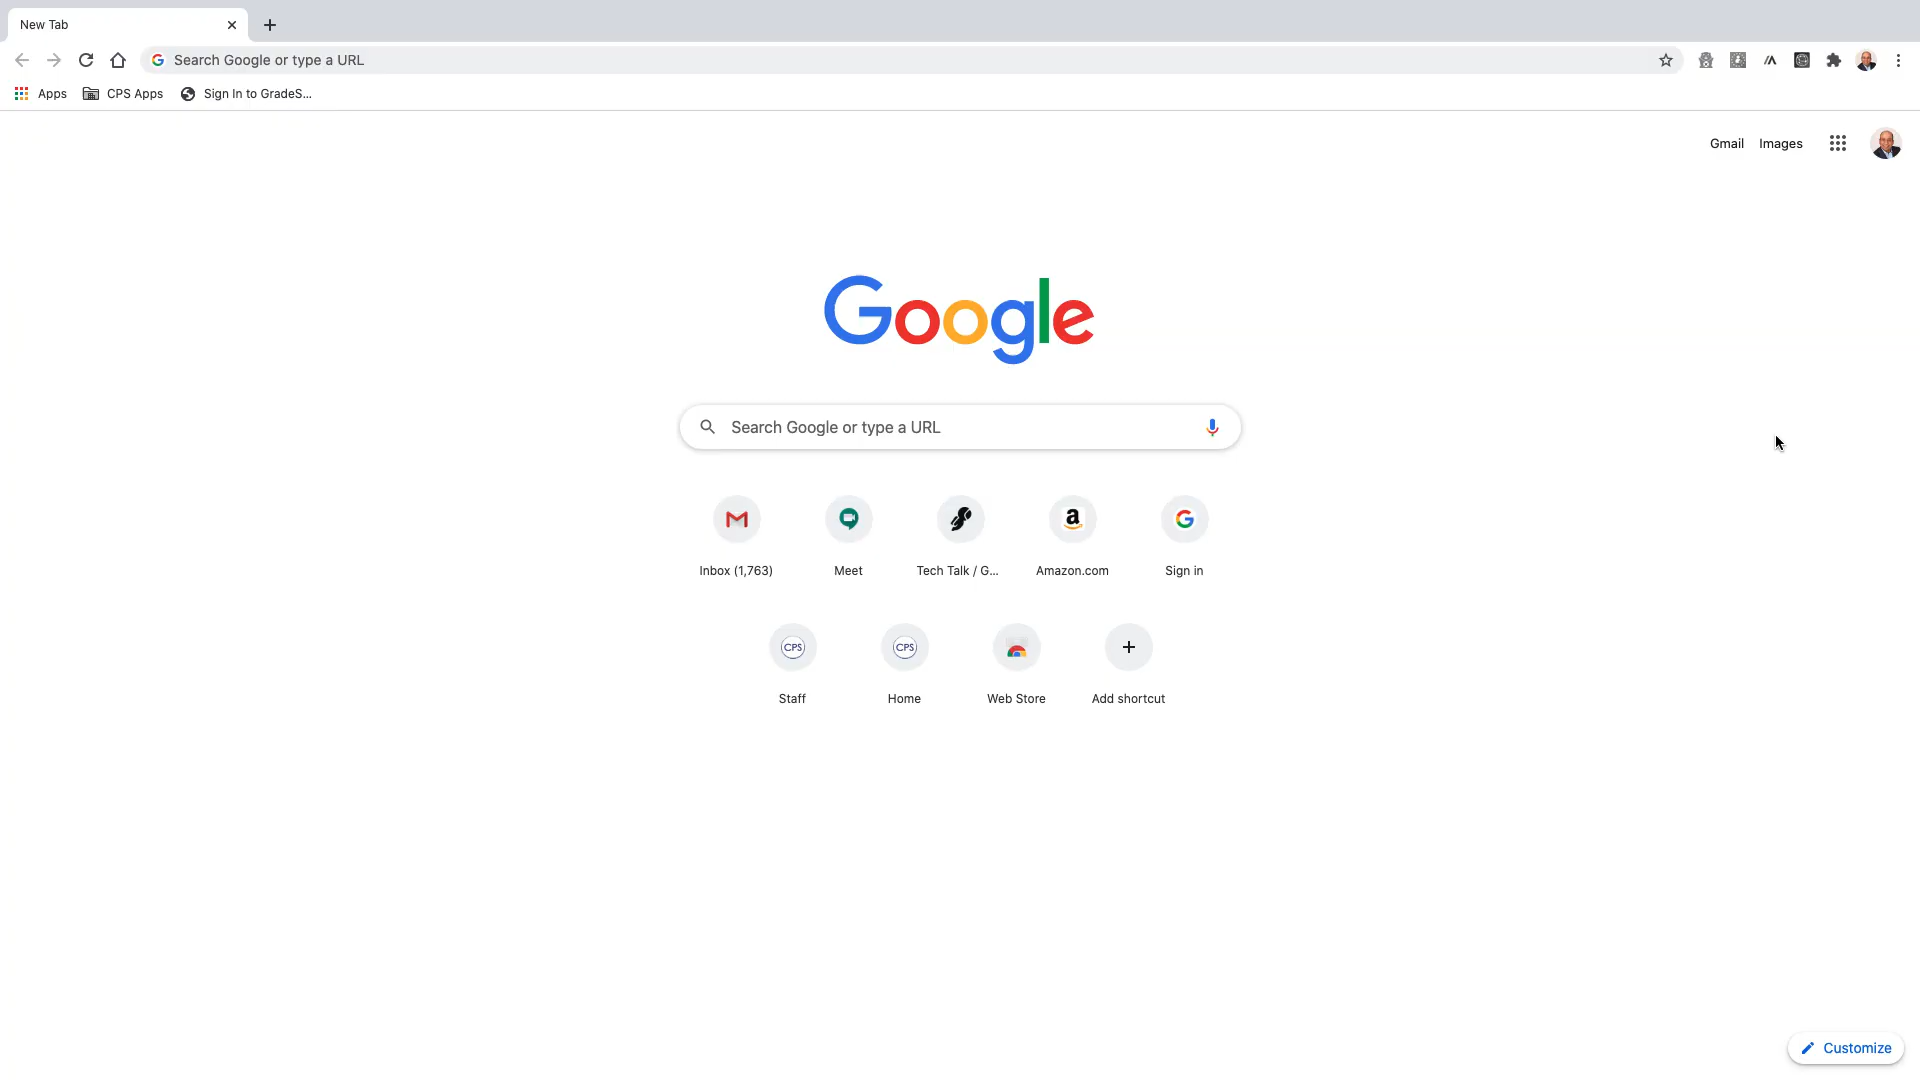 New Tab
Search Google or type a URL
Apps CPS Apps Sign In to GradeS...
Gmail Images
Google
Search Google or type a URL
Inbox (1,763) Meet Tech Talk / G... Amazon.com Sign in
CPS CPS
Staff Home Web Store Add shortcut
Customize